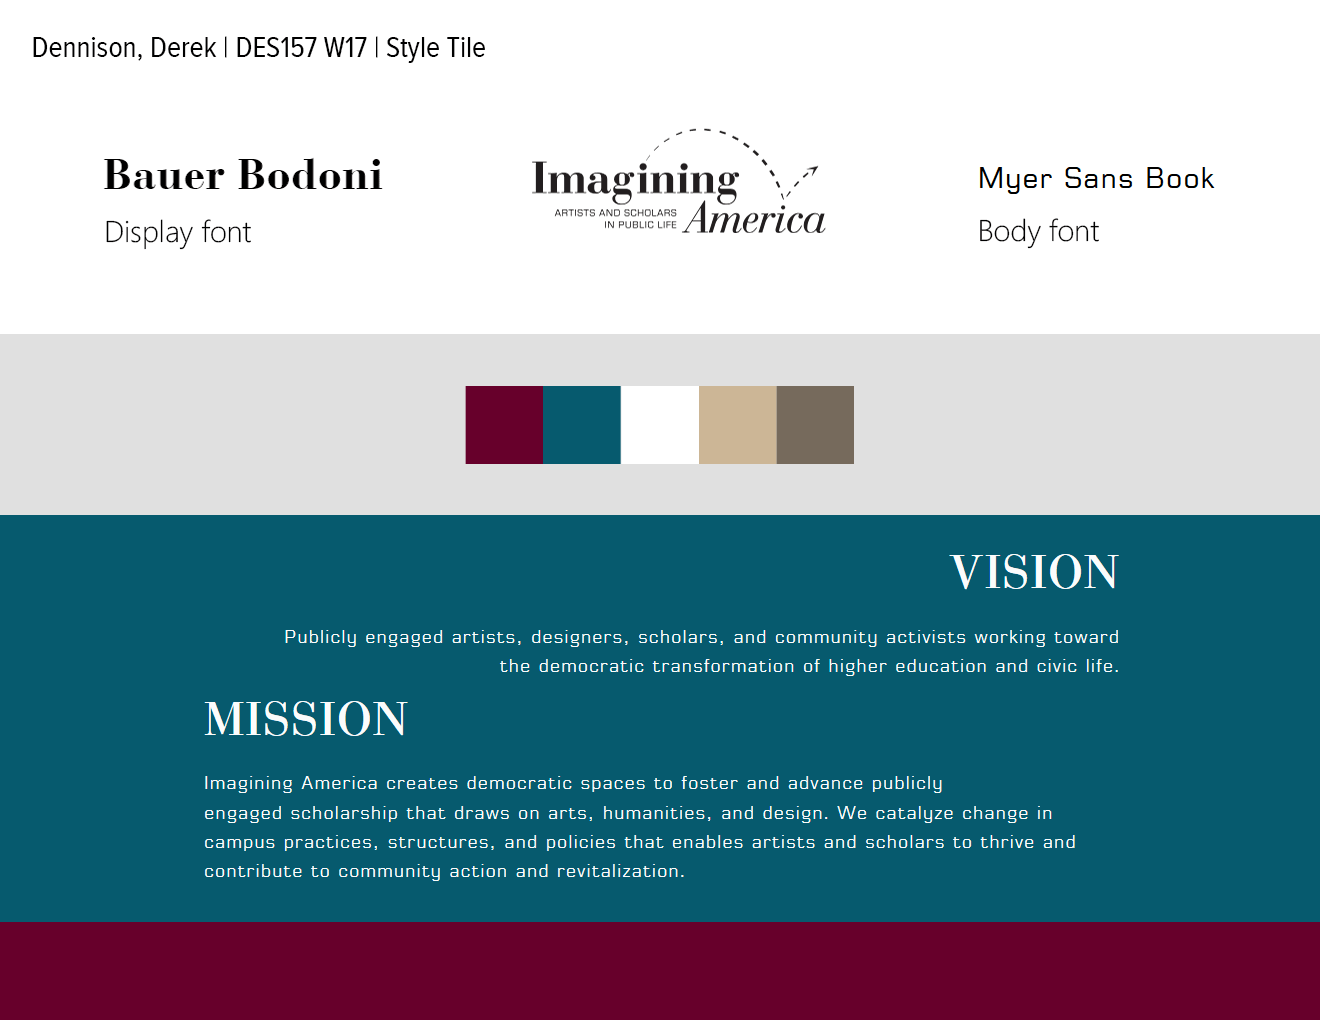 Dennison, Derek | DES157 W17 | Style Tile
Bauer Bodoni
Display font
Imagining
ARTISTS AND SCHOLARS
IN PUBLIC LIFE
America
Myer Sans Book
Body font
VISION
Publicly engaged artists, designers, scholars, and community activists working toward
the democratic transformation of higher education and civic life.
MISSION
Imagining America creates democratic spaces to foster and advance publicly
engaged scholarship that draws on arts, humanities, and design. We catalyze change in
campus practices, structures, and policies that enables artists and scholars to thrive and
contribute to community action and revitalization.